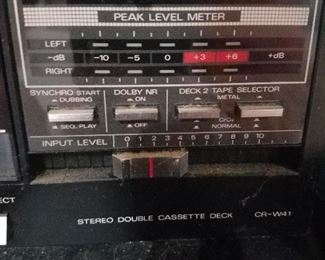 PEAK LEVEL METER
LEFT
-dB -10 -5 0 +3 +6 +dB
RIGHT
SYNCHRO START DOLBY NR DECK 2 TAPE SELECTOR
DUBBING ON METAL
SEQ. PLAY OFF NORMAL
INPUT LEVEL 0 1 2 3 4 5 6 7 8 9 10
STEREO DOUBLE CASSETTE DECK CR-W41